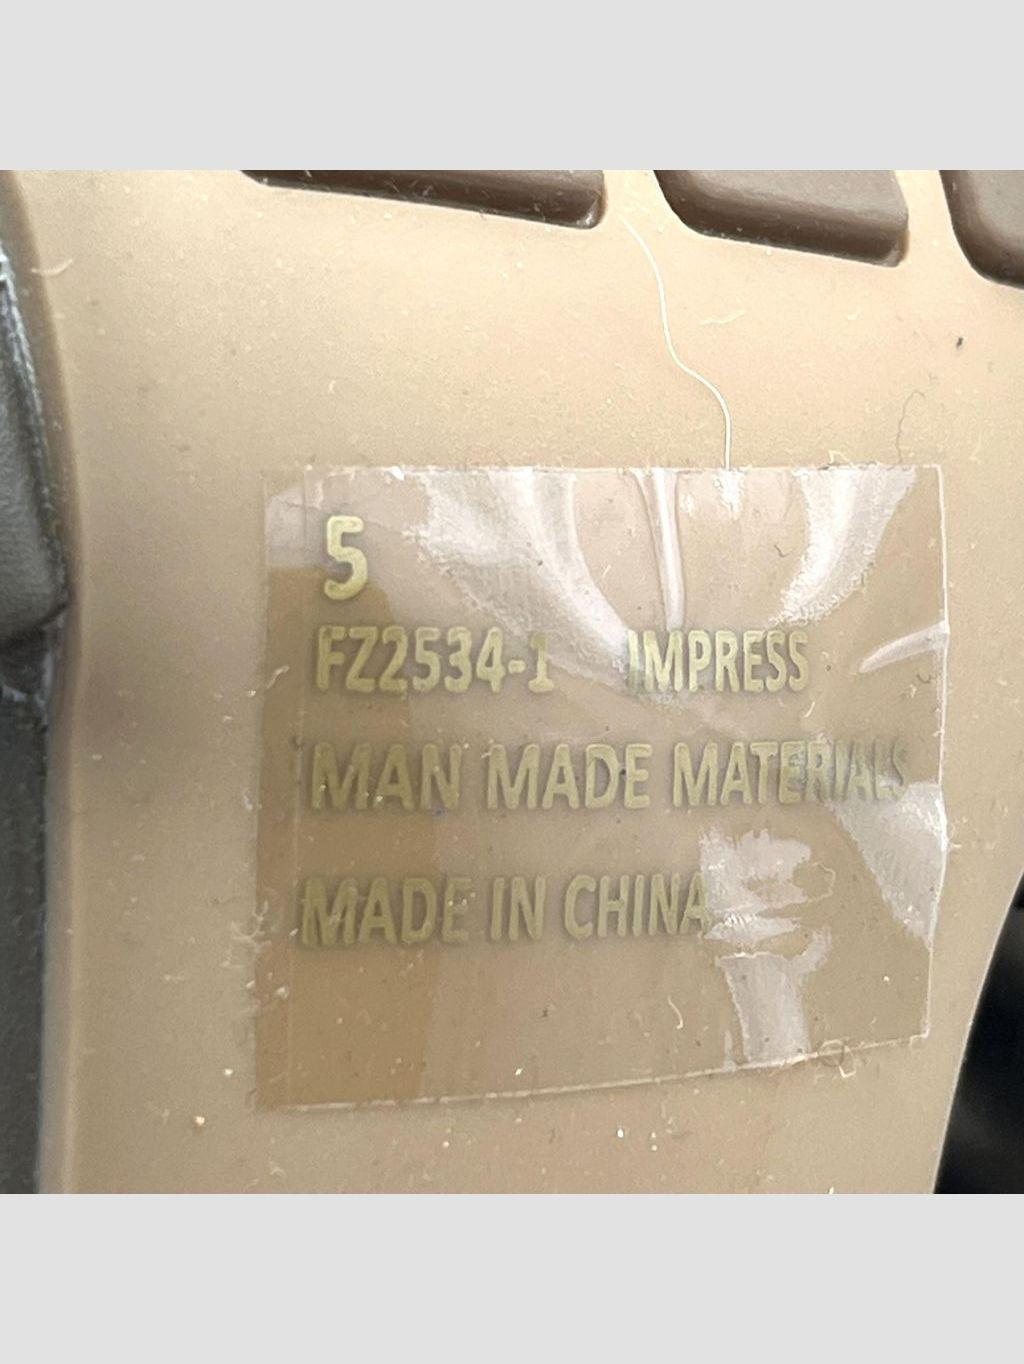 5
FZ2534-1 IMPRESS
MAN MADE MATERIALS
MADE IN CHINA